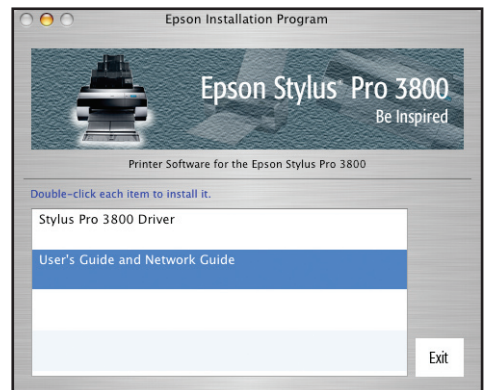 Epson Installation Program
Epson Stylus® Pro 3800
Be Inspired
Printer Software for the Epson Stylus Pro 3800
Double-click each item to install it.
Stylus Pro 3800 Driver
User's Guide and Network Guide
Exit